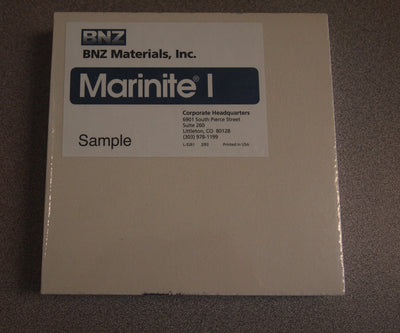 BNZ
BNZ Materials, Inc.
Marinite® I
Corporate Headquarters
6901 South Pierce Street
Suite 260
Littleton, CO 80128
(303) 978-1199
Sample
Printed in USA